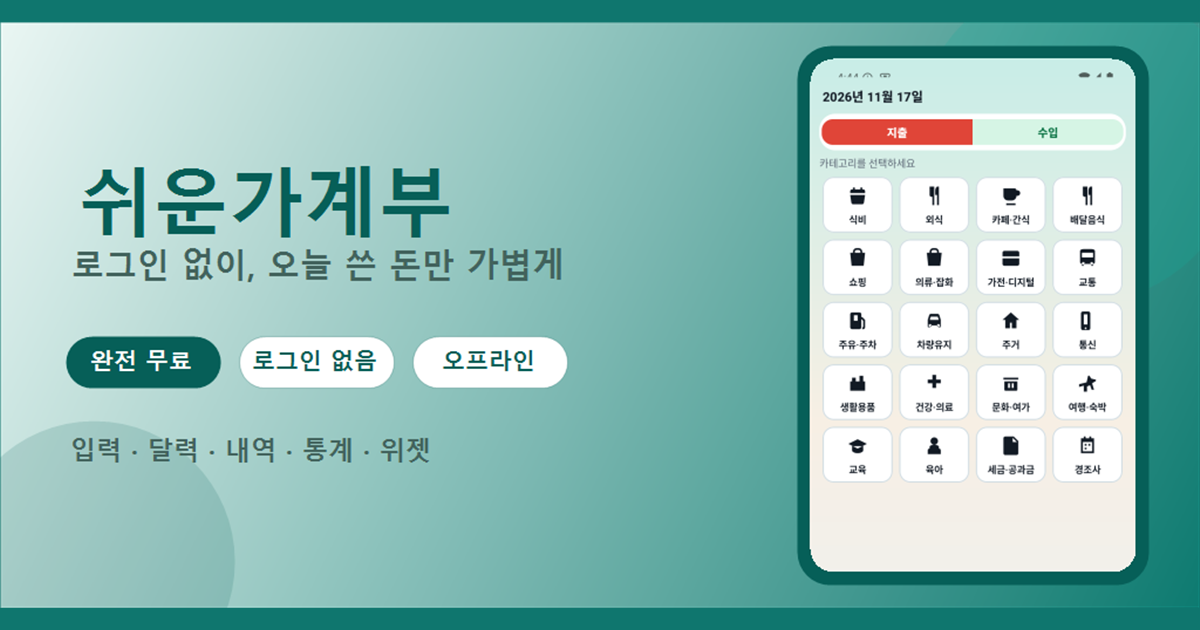 쉬운가계부
로그인 없이, 오늘 쓴 돈만 가볍게
완전 무료
로그인 없음
오프라인
입력 · 달력 · 내역 · 통계 · 위젯
2026년 11월 17일
지출
수입
카테고리를 선택하세요
식비
외식
카페·간식
배달음식
쇼핑
의류·잡화
가전·디지털
교통
주유·주차
차량유지
주거
통신
생활용품
건강·의료
문화·여가
여행·숙박
교육
육아
세금·공과금
경조사